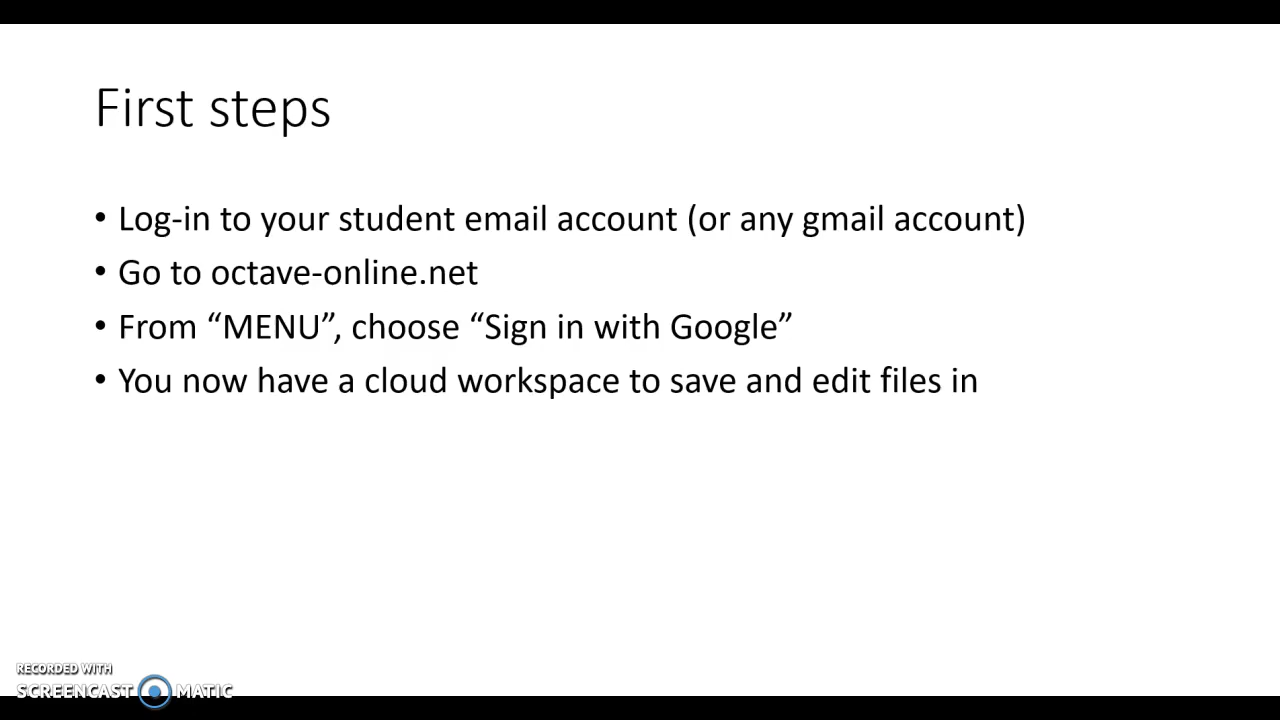 First steps
• Log-in to your student email account (or any gmail account)
• Go to octave-online.net
• From “MENU”, choose “Sign in with Google”
• You now have a cloud workspace to save and edit files in
RECORDED WITH
SCREENCAST MATIC